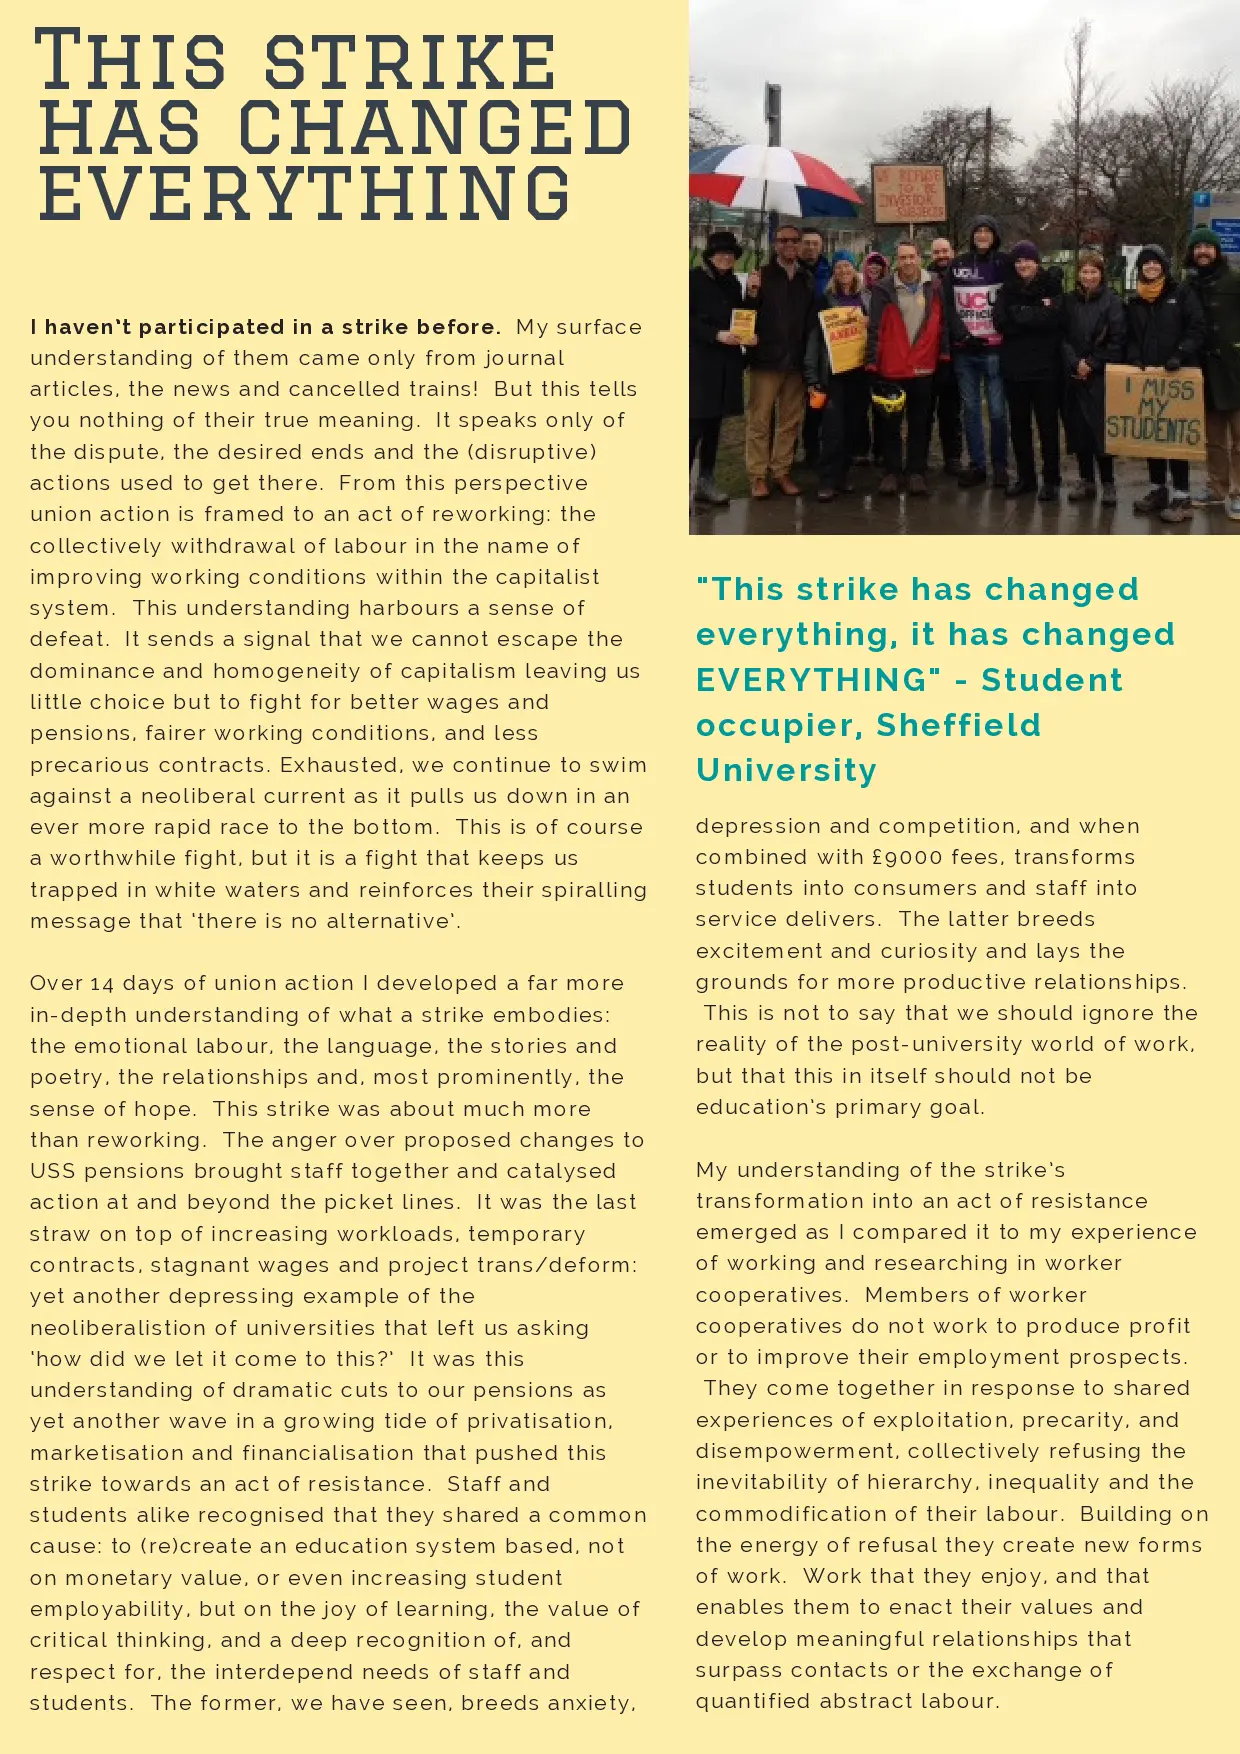 THIS STRIKE
HAS CHANGED
EVERYTHING
I haven't participated in a strike before.  My surface
understanding of them came only from journal
articles, the news and cancelled trains!  But this tells
you nothing of their true meaning.  It speaks only of
the dispute, the desired ends and the (disruptive)
actions used to get there.  From this perspective
union action is framed to an act of reworking: the
collectively withdrawal of labour in the name of
improving working conditions within the capitalist
system.  This understanding harbours a sense of
defeat.  It sends a signal that we cannot escape the
dominance and homogeneity of capitalism leaving us
little choice but to fight for better wages and
pensions, fairer working conditions, and less
precarious contracts. Exhausted, we continue to swim
against a neoliberal current as it pulls us down in an
ever more rapid race to the bottom.  This is of course
a worthwhile fight, but it is a fight that keeps us
trapped in white waters and reinforces their spiralling
message that 'there is no alternative'.
Over 14 days of union action I developed a far more
in-depth understanding of what a strike embodies:
the emotional labour, the language, the stories and
poetry, the relationships and, most prominently, the
sense of hope.  This strike was about much more
than reworking.  The anger over proposed changes to
USS pensions brought staff together and catalysed
action at and beyond the picket lines.  It was the last
straw on top of increasing workloads, temporary
contracts, stagnant wages and project trans/deform:
yet another depressing example of the
neoliberalistion of universities that left us asking
'how did we let it come to this?'  It was this
understanding of dramatic cuts to our pensions as
yet another wave in a growing tide of privatisation,
marketisation and financialisation that pushed this
strike towards an act of resistance.  Staff and
students alike recognised that they shared a common
cause: to (re)create an education system based, not
on monetary value, or even increasing student
employability, but on the joy of learning, the value of
critical thinking, and a deep recognition of, and
respect for, the interdepend needs of staff and
students.  The former, we have seen, breeds anxiety,
WE REFUSE
TO BE
INVESTOR
SUBJECTS
UCU
UCU
OFFICIAL
AXED
I MISS
MY
STUDENTS
"This strike has changed
everything, it has changed
EVERYTHING" - Student
occupier, Sheffield
University
depression and competition, and when
combined with £9000 fees, transforms
students into consumers and staff into
service delivers.  The latter breeds
excitement and curiosity and lays the
grounds for more productive relationships.
This is not to say that we should ignore the
reality of the post-university world of work,
but that this in itself should not be
education's primary goal.
My understanding of the strike's
transformation into an act of resistance
emerged as I compared it to my experience
of working and researching in worker
cooperatives.  Members of worker
cooperatives do not work to produce profit
or to improve their employment prospects.
They come together in response to shared
experiences of exploitation, precarity, and
disempowerment, collectively refusing the
inevitability of hierarchy, inequality and the
commodification of their labour.  Building on
the energy of refusal they create new forms
of work.  Work that they enjoy, and that
enables them to enact their values and
develop meaningful relationships that
surpass contacts or the exchange of
quantified abstract labour.